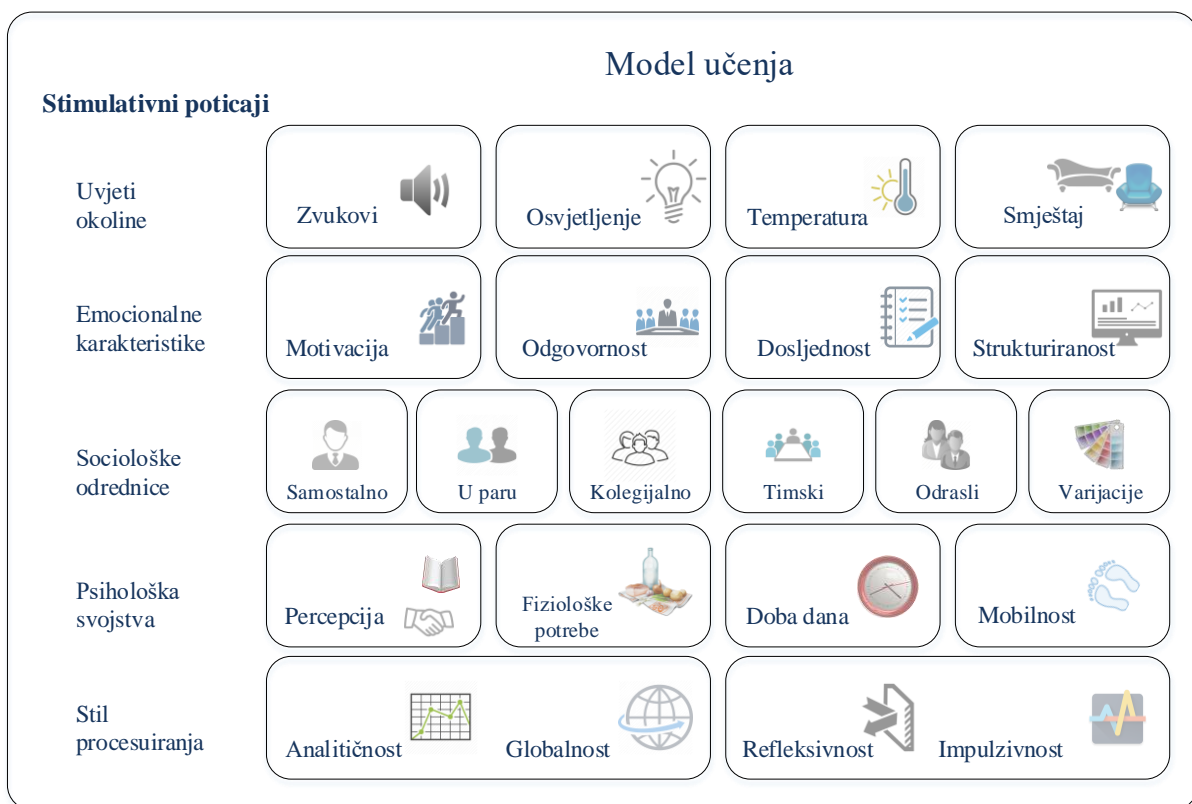 Model učenja
Stimulativni poticaji
Uvjeti
okoline
Zvukovi
Osvjetljenje
Temperatura
Smještaj
Emocionalne
karakteristike
Motivacija
Odgovornost
Dosljednost
Strukturiranost
Sociološke
odrednice
Samostalno
U paru
Kolegijalno
Timski
Odrasli
Varijacije
Psihološka
svojstva
Percepcija
Fiziološke
potrebe
Doba dana
Mobilnost
Stil
procesuiranja
Analitičnost
Globalnost
Refleksivnost
Impulzivnost